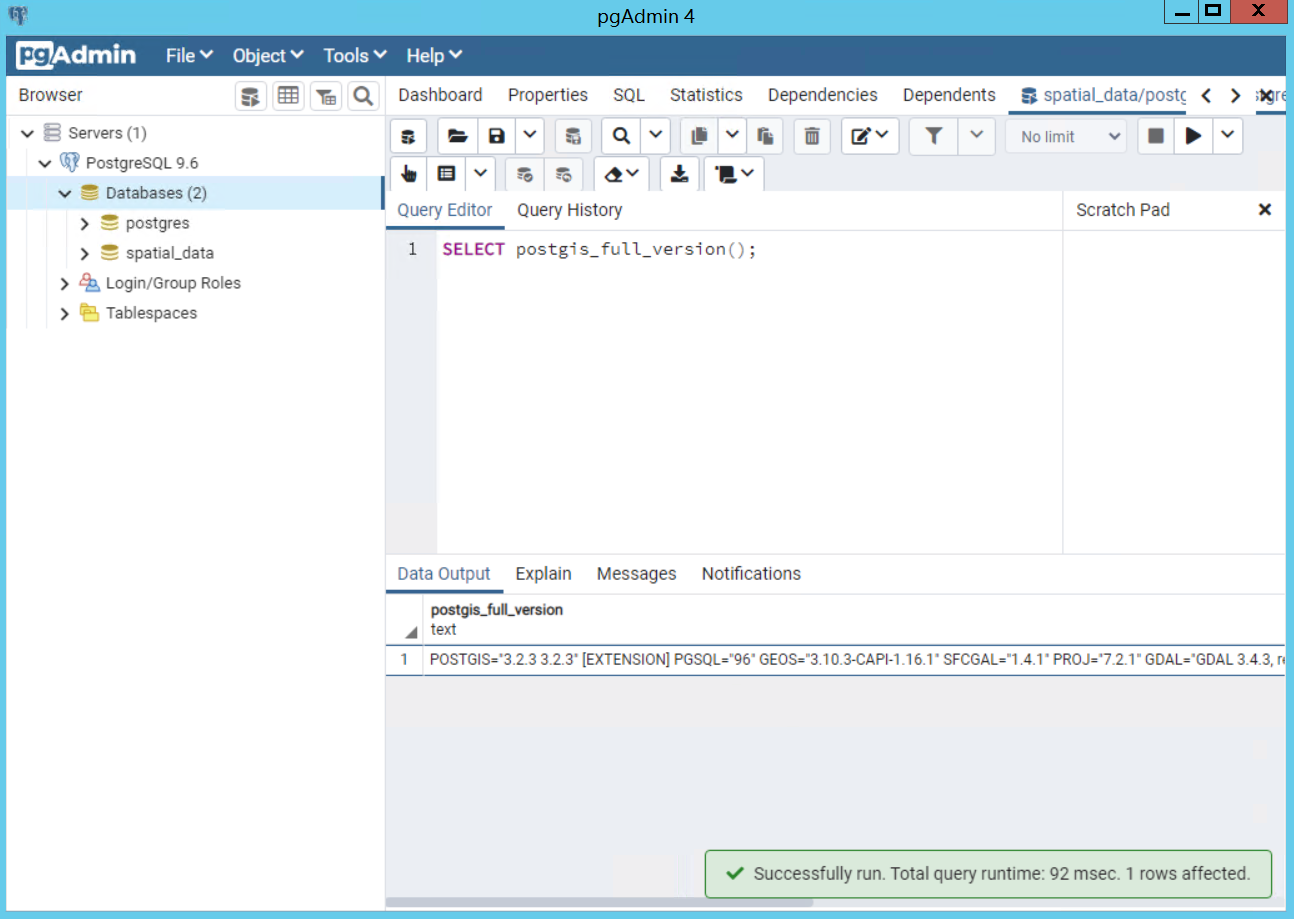 pgAdmin 4
pgAdmin File Object Tools Help
Browser
Dashboard Properties SQL Statistics Dependencies Dependents spatial_data/postg
Servers (1)
PostgreSQL 9.6
Databases (2)
postgres
spatial_data
Login/Group Roles
Tablespaces
No limit
Query Editor Query History Scratch Pad
1 SELECT postgis_full_version();
Data Output Explain Messages Notifications
postgis_full_version
text
1 POSTGIS="3.2.3 3.2.3" [EXTENSION] PGSQL="96" GEOS="3.10.3-CAPI-1.16.1" SFCGAL="1.4.1" PROJ="7.2.1" GDAL="GDAL 3.4.3, re
Successfully run. Total query runtime: 92 msec. 1 rows affected.